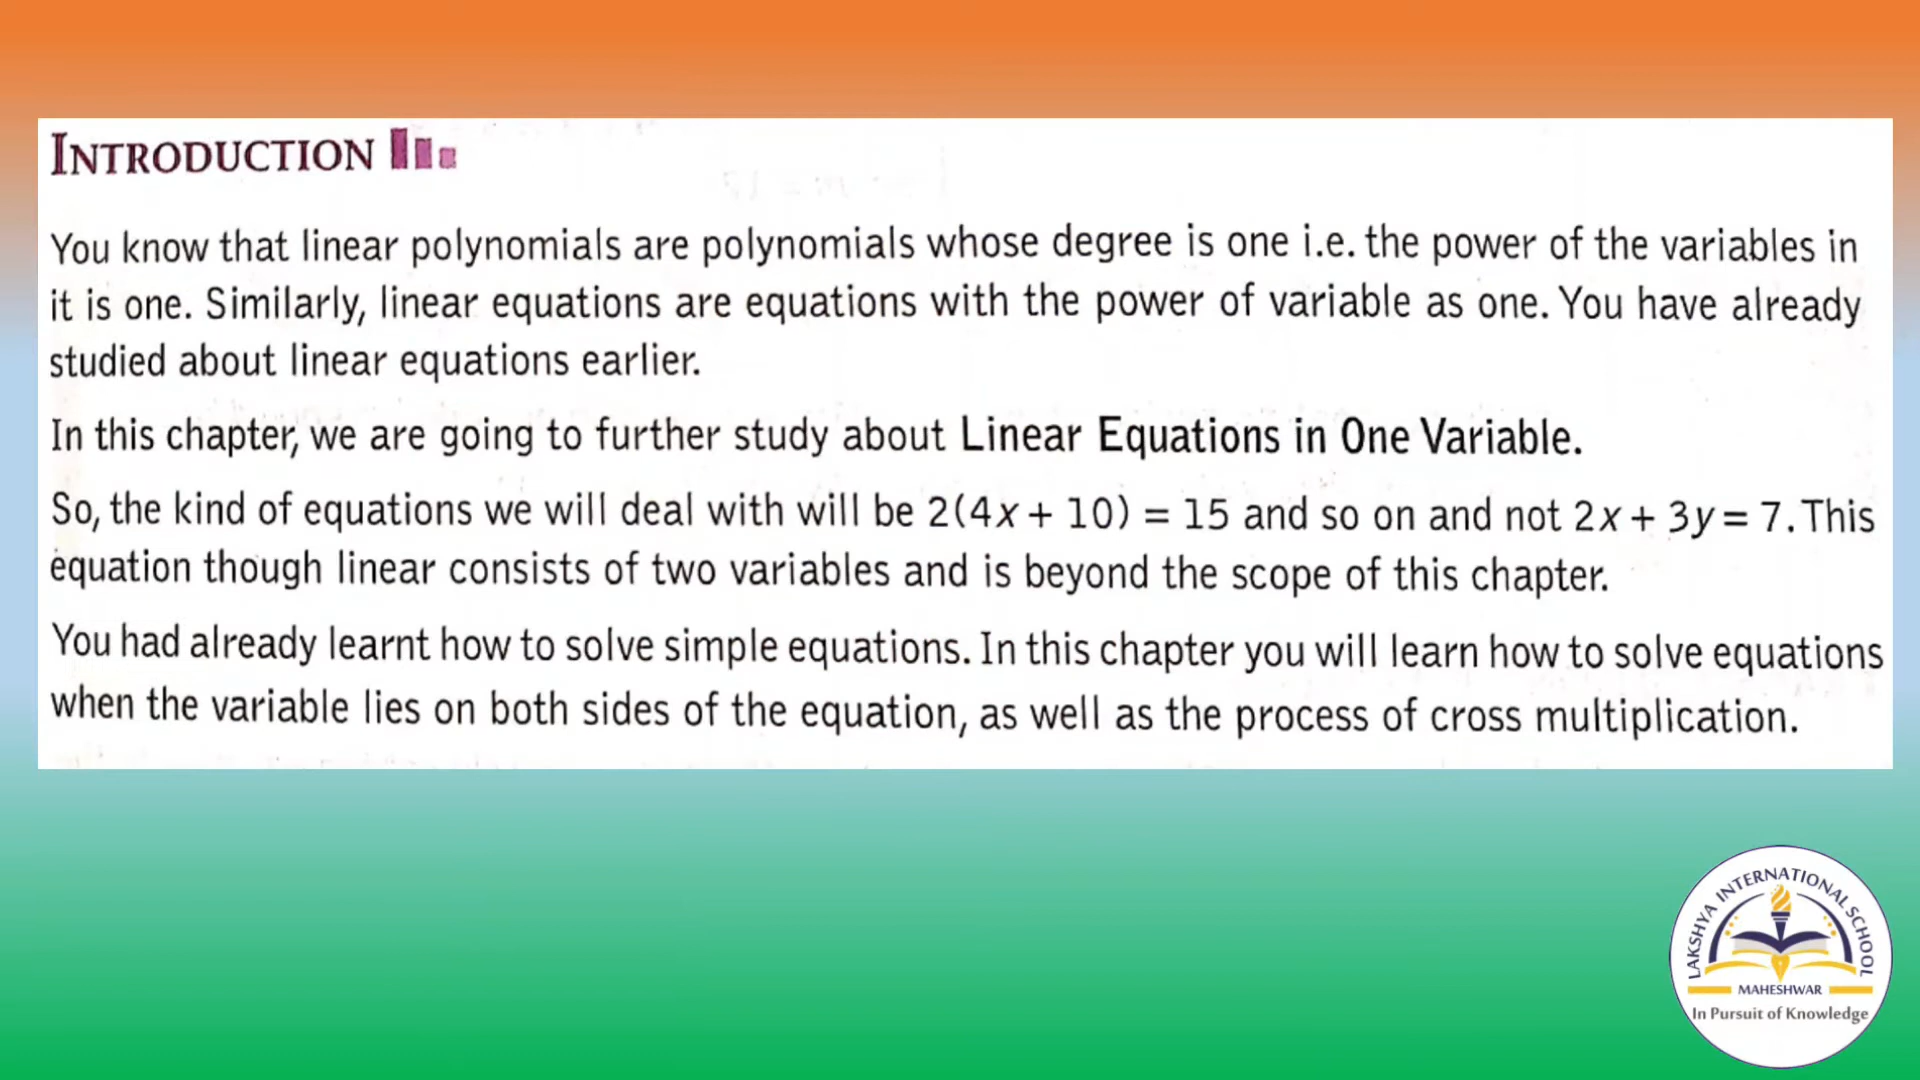 INTRODUCTION
You know that linear polynomials are polynomials whose degree is one i.e. the power of the variables in
it is one. Similarly, linear equations are equations with the power of variable as one. You have already
studied about linear equations earlier.
In this chapter, we are going to further study about Linear Equations in One Variable.
So, the kind of equations we will deal with will be 2(4x + 10) = 15 and so on and not 2x + 3y = 7. This
equation though linear consists of two variables and is beyond the scope of this chapter.
You had already learnt how to solve simple equations. In this chapter you will learn how to solve equations
when the variable lies on both sides of the equation, as well as the process of cross multiplication.
LAKSHYA INTERNATIONAL SCHOOL
MAHESHWAR
In Pursuit of Knowledge